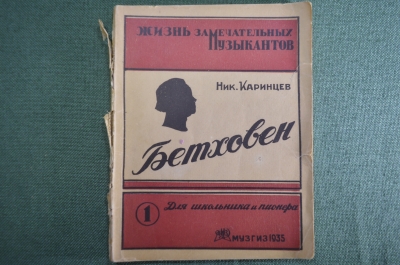 ЖИЗНЬ ЗАМЕЧАТЕЛЬНЫХ
МУЗЫКАНТОВ
Ник. Каринцев
Бетховен
1
Для школьника и пионера
МУЗГИЗ 1935